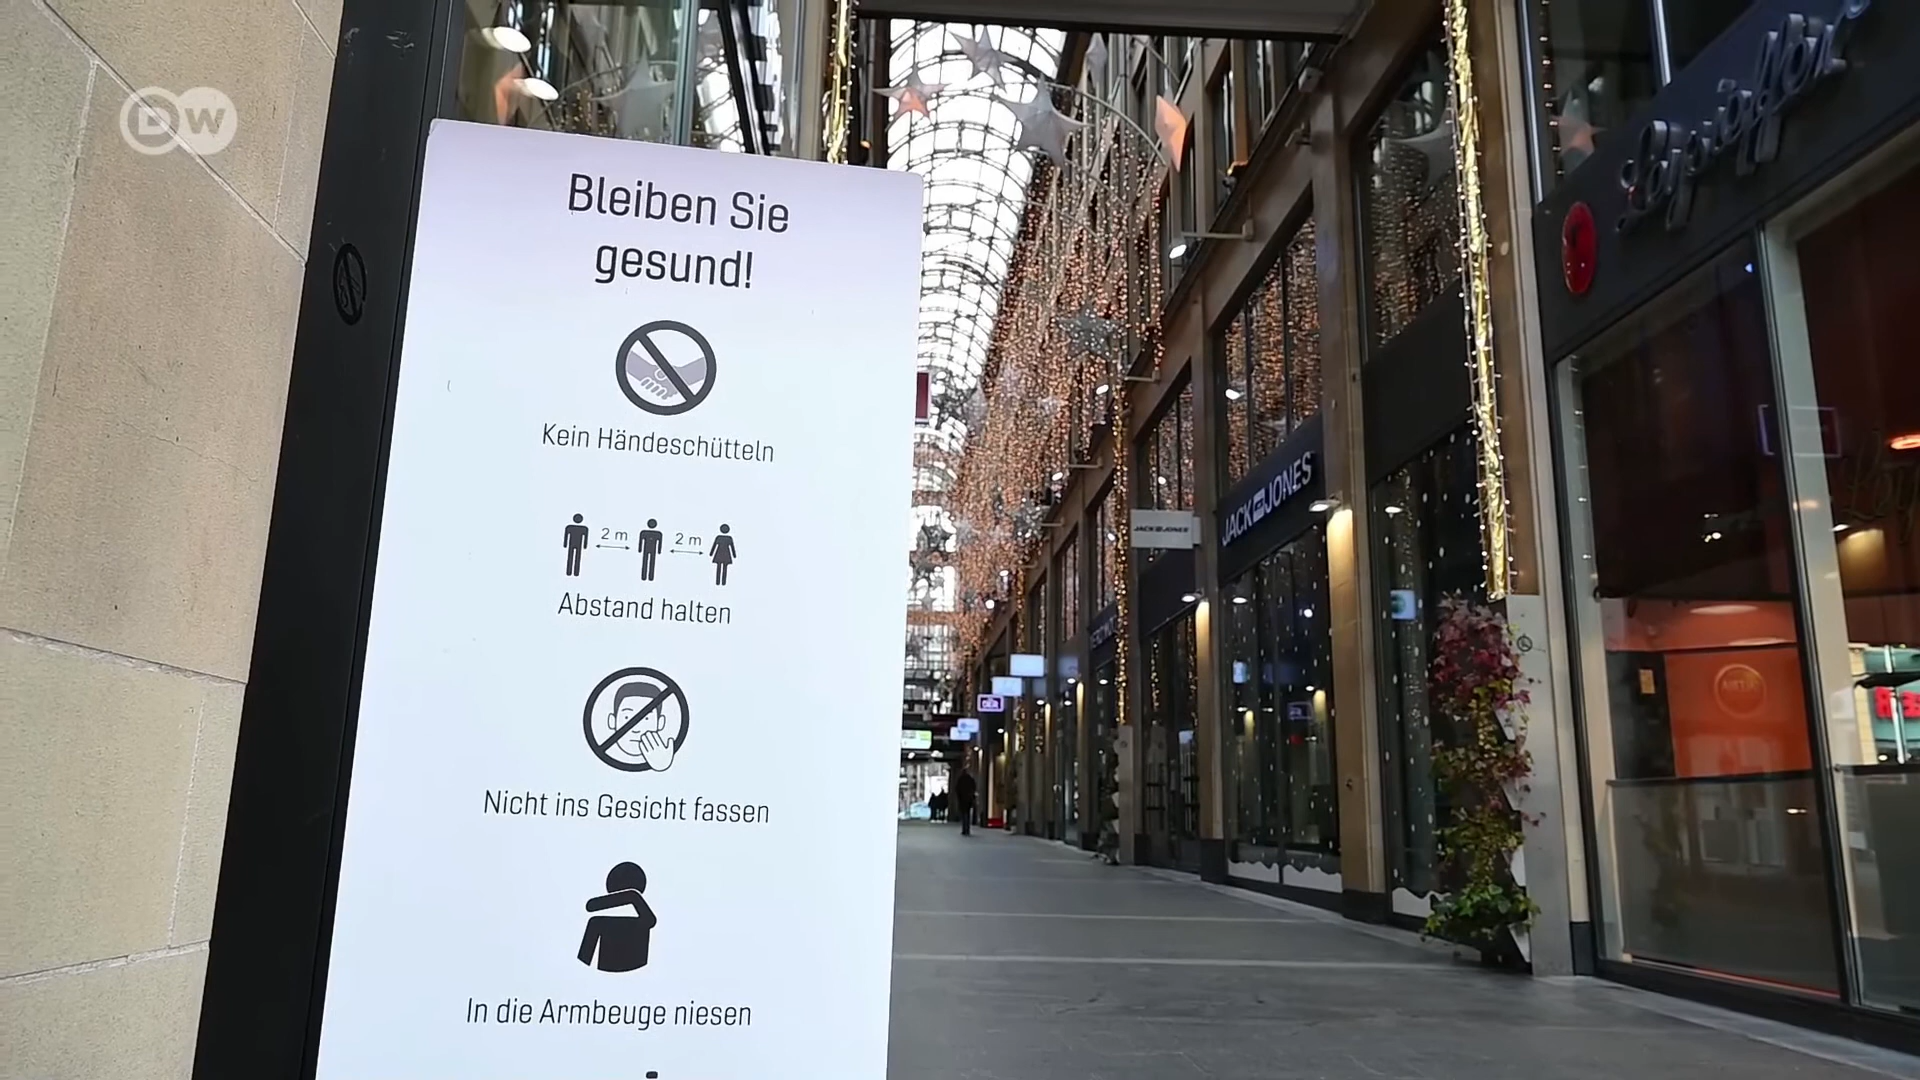 DW
Bleiben Sie
gesund!
Kein Händeschütteln
2 m
2 m
Abstand halten
Nicht ins Gesicht fassen
In die Armbeuge niesen
JACK & JONES
JACK & JONES